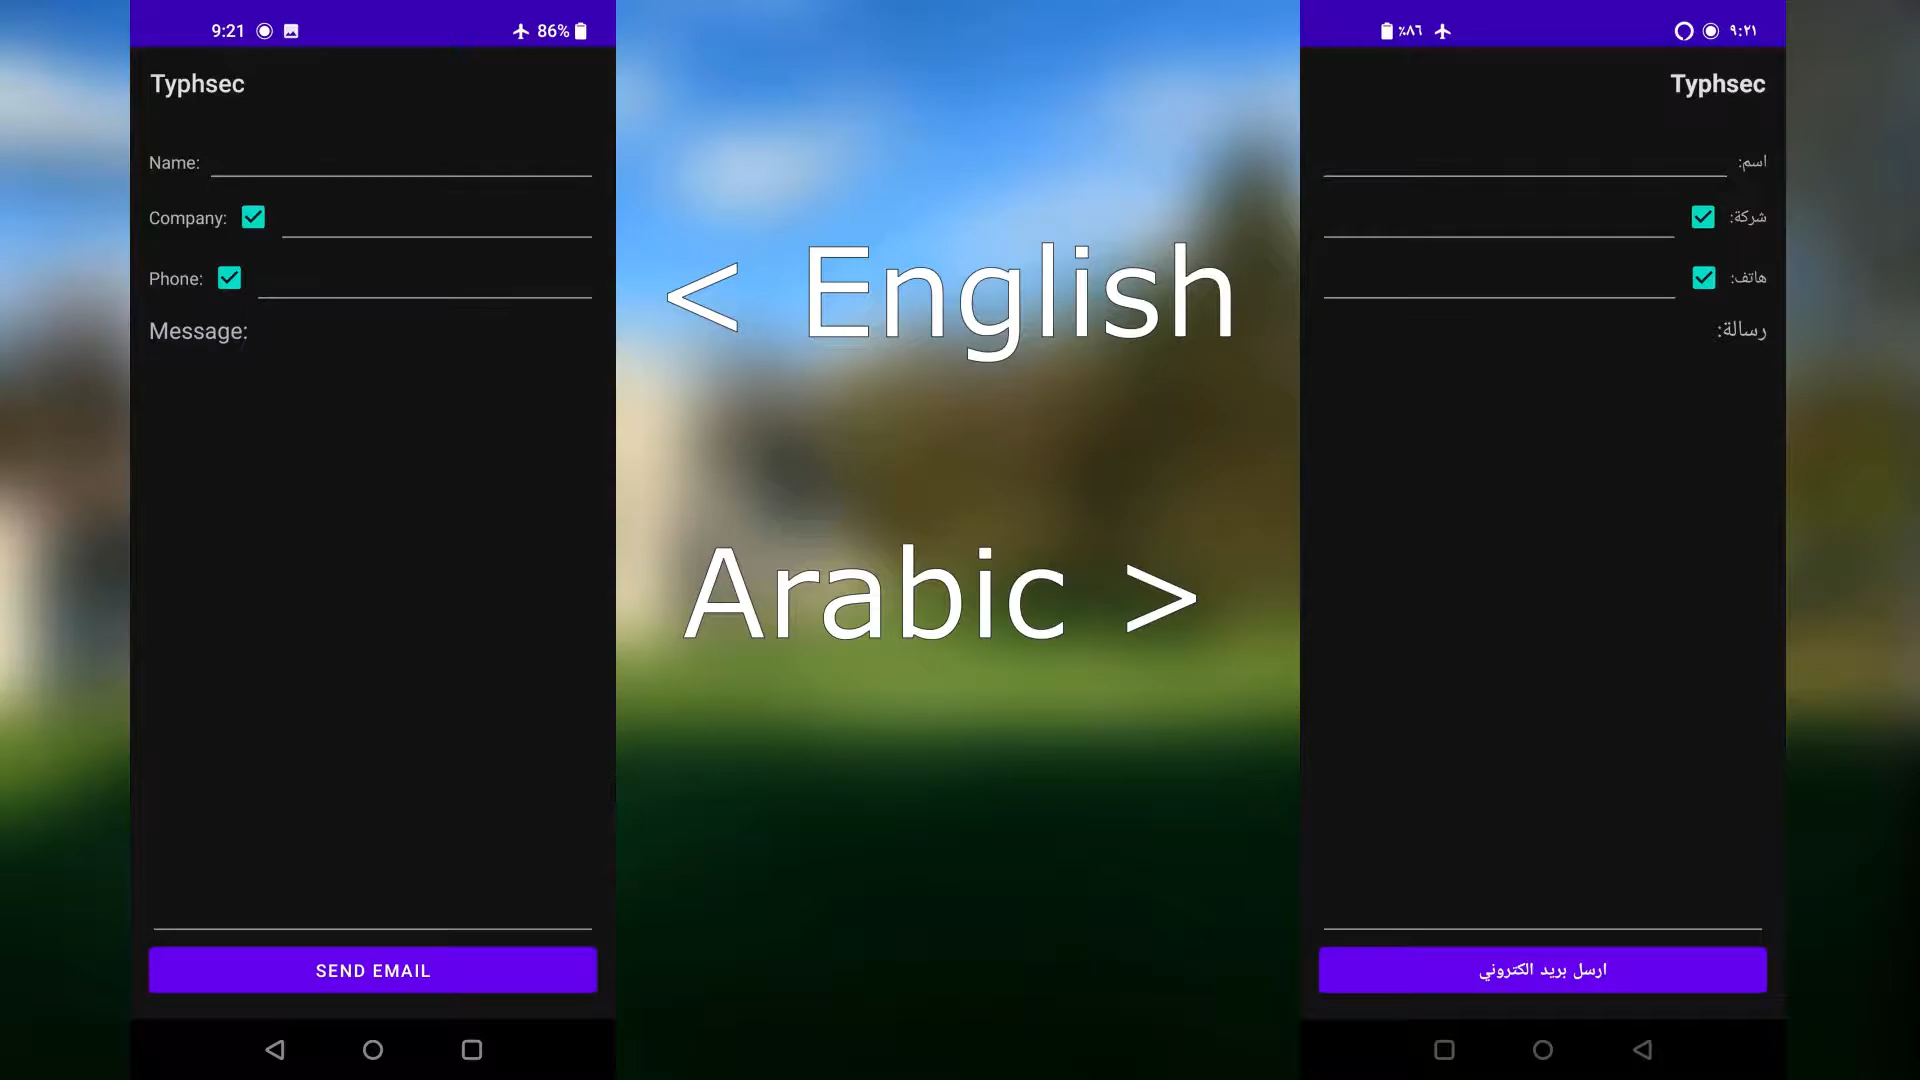 9:21
86%
Typhsec
Name:
Company:
Phone:
Message:
SEND EMAIL
< English
Arabic >
٪٨٦
٩:٢١
Typhsec
اسم:
شركة:
هاتف:
رسالة:
ارسل بريد الكتروني